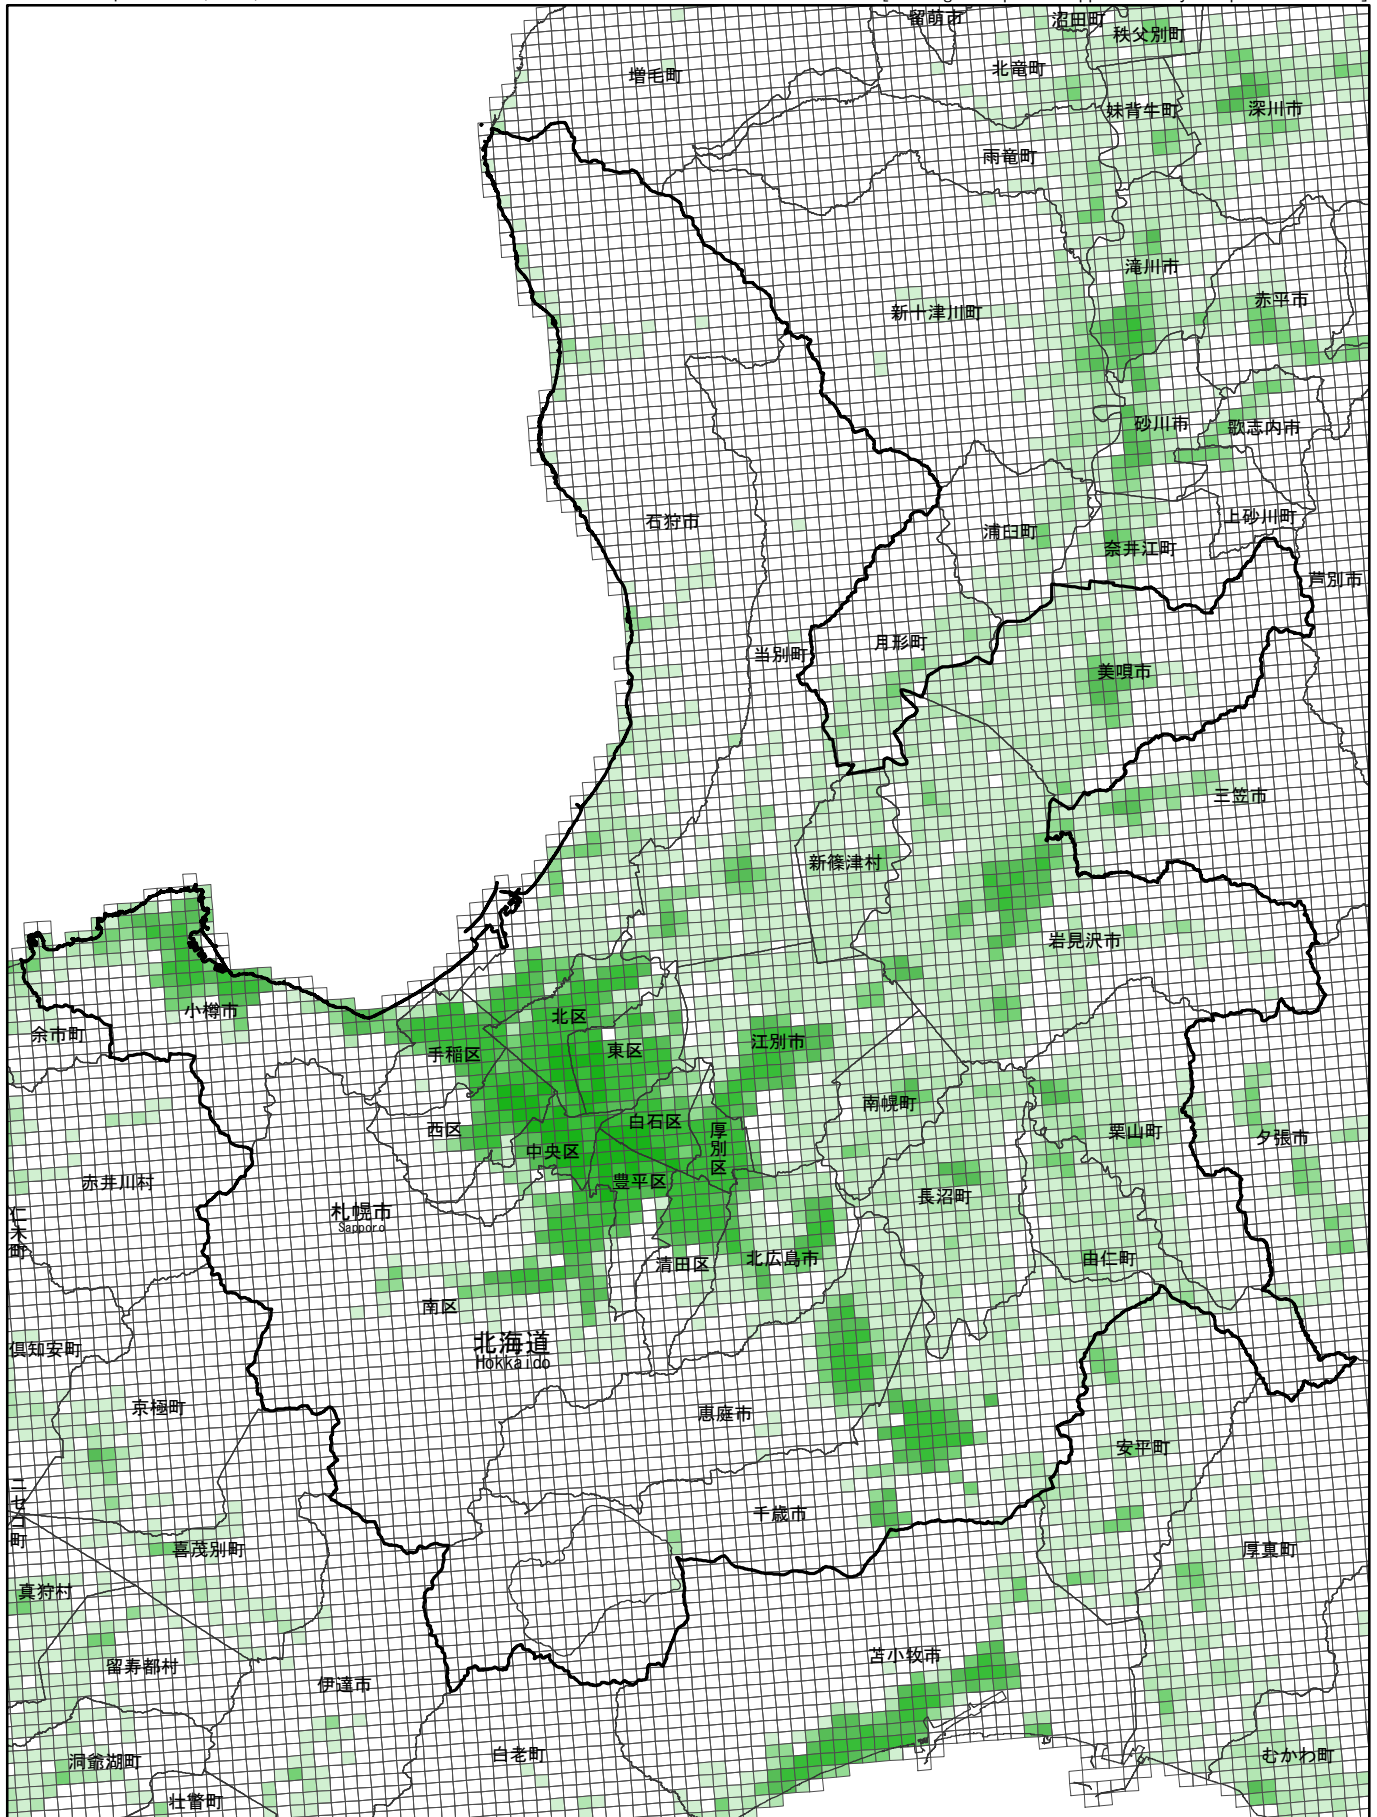 留萌市
沼田町
秩父別町
増毛町
北竜町
妹背牛町
深川市
雨竜町
滝川市
赤平市
新十津川町
砂川市
歌志内市
石狩市
浦臼町
上砂川町
奈井江町
芦別市
当別町
月形町
美唄市
三笠市
新篠津村
岩見沢市
小樽市
余市町
北区
手稲区
東区
江別市
南幌町
西区
白石区
厚別区
中央区
栗山町
夕張市
赤井川村
豊平区
長沼町
札幌市
Sapporo
仁木町
清田区
北広島市
由仁町
南区
北海道
Hokkaido
倶知安町
京極町
恵庭市
安平町
ニセコ町
千歳市
喜茂別町
厚真町
真狩村
留寿都村
伊達市
苫小牧市
洞爺湖町
白老町
むかわ町
壮瞥町